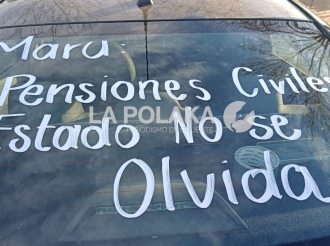 Maru.
Pensiones Civile
Estado No se
Olvida
LA POLAKA